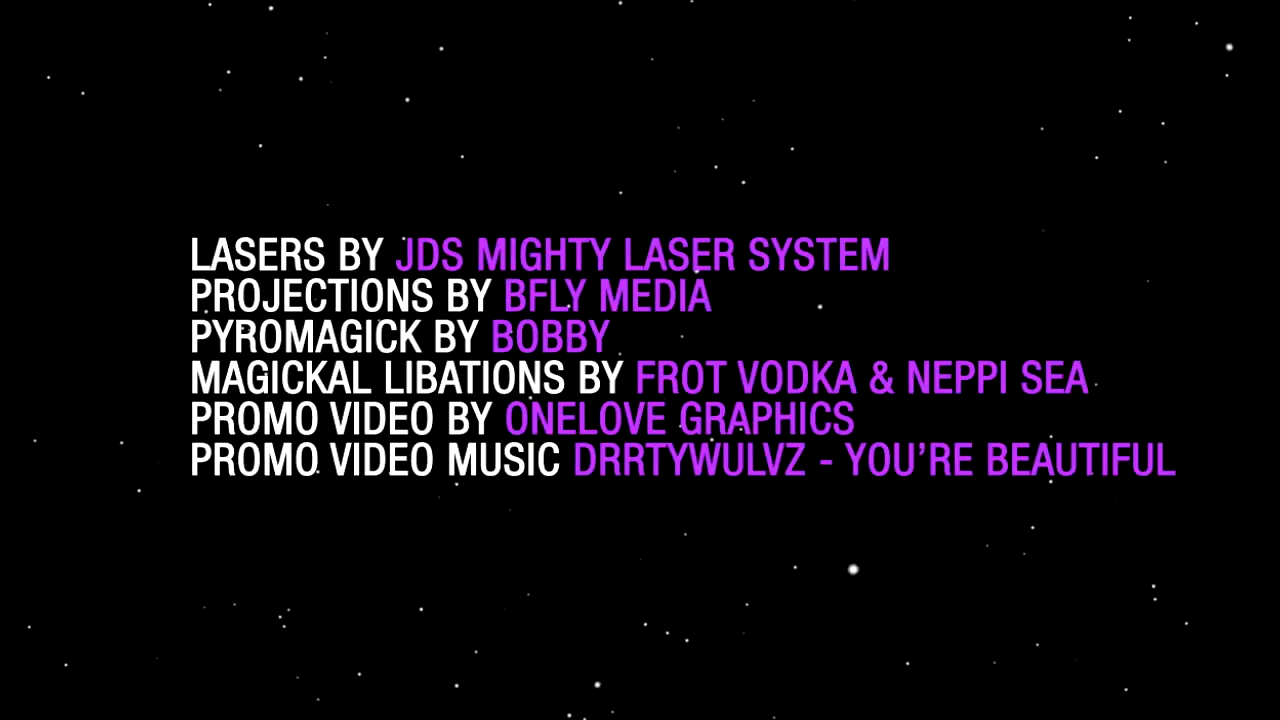 LASERS BY JDS MIGHTY LASER SYSTEM
PROJECTIONS BY BFLY MEDIA
PYROMAGICK BY BOBBY
MAGICKAL LIBATIONS BY FROT VODKA & NEPPI SEA
PROMO VIDEO BY ONELOVE GRAPHICS
PROMO VIDEO MUSIC DRRTYWULVZ - YOU’RE BEAUTIFUL